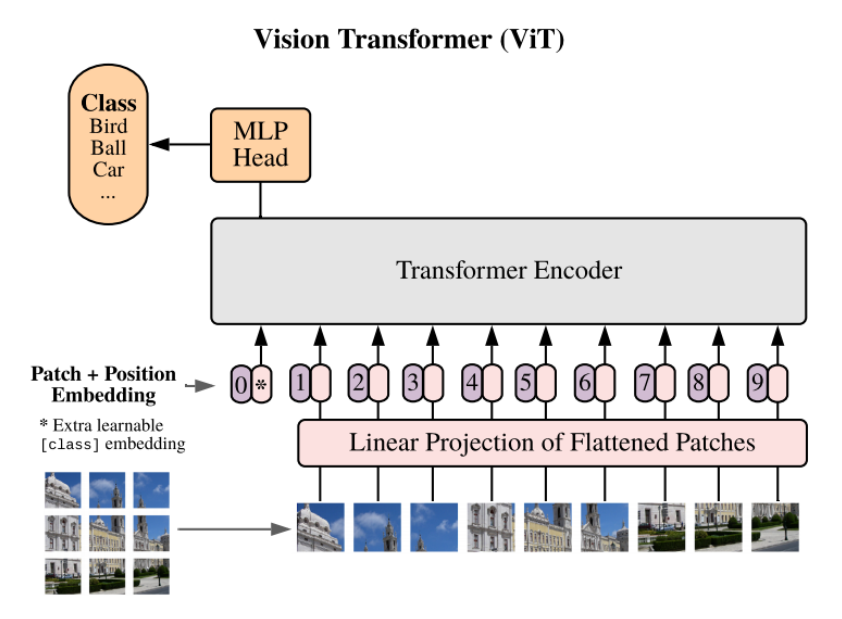 Vision Transformer (ViT)
Class
Bird
Ball
Car
...
MLP
Head
Transformer Encoder
Patch + Position
Embedding
0 * 1 2 3 4 5 6 7 8 9
* Extra learnable
[class] embedding
Linear Projection of Flattened Patches